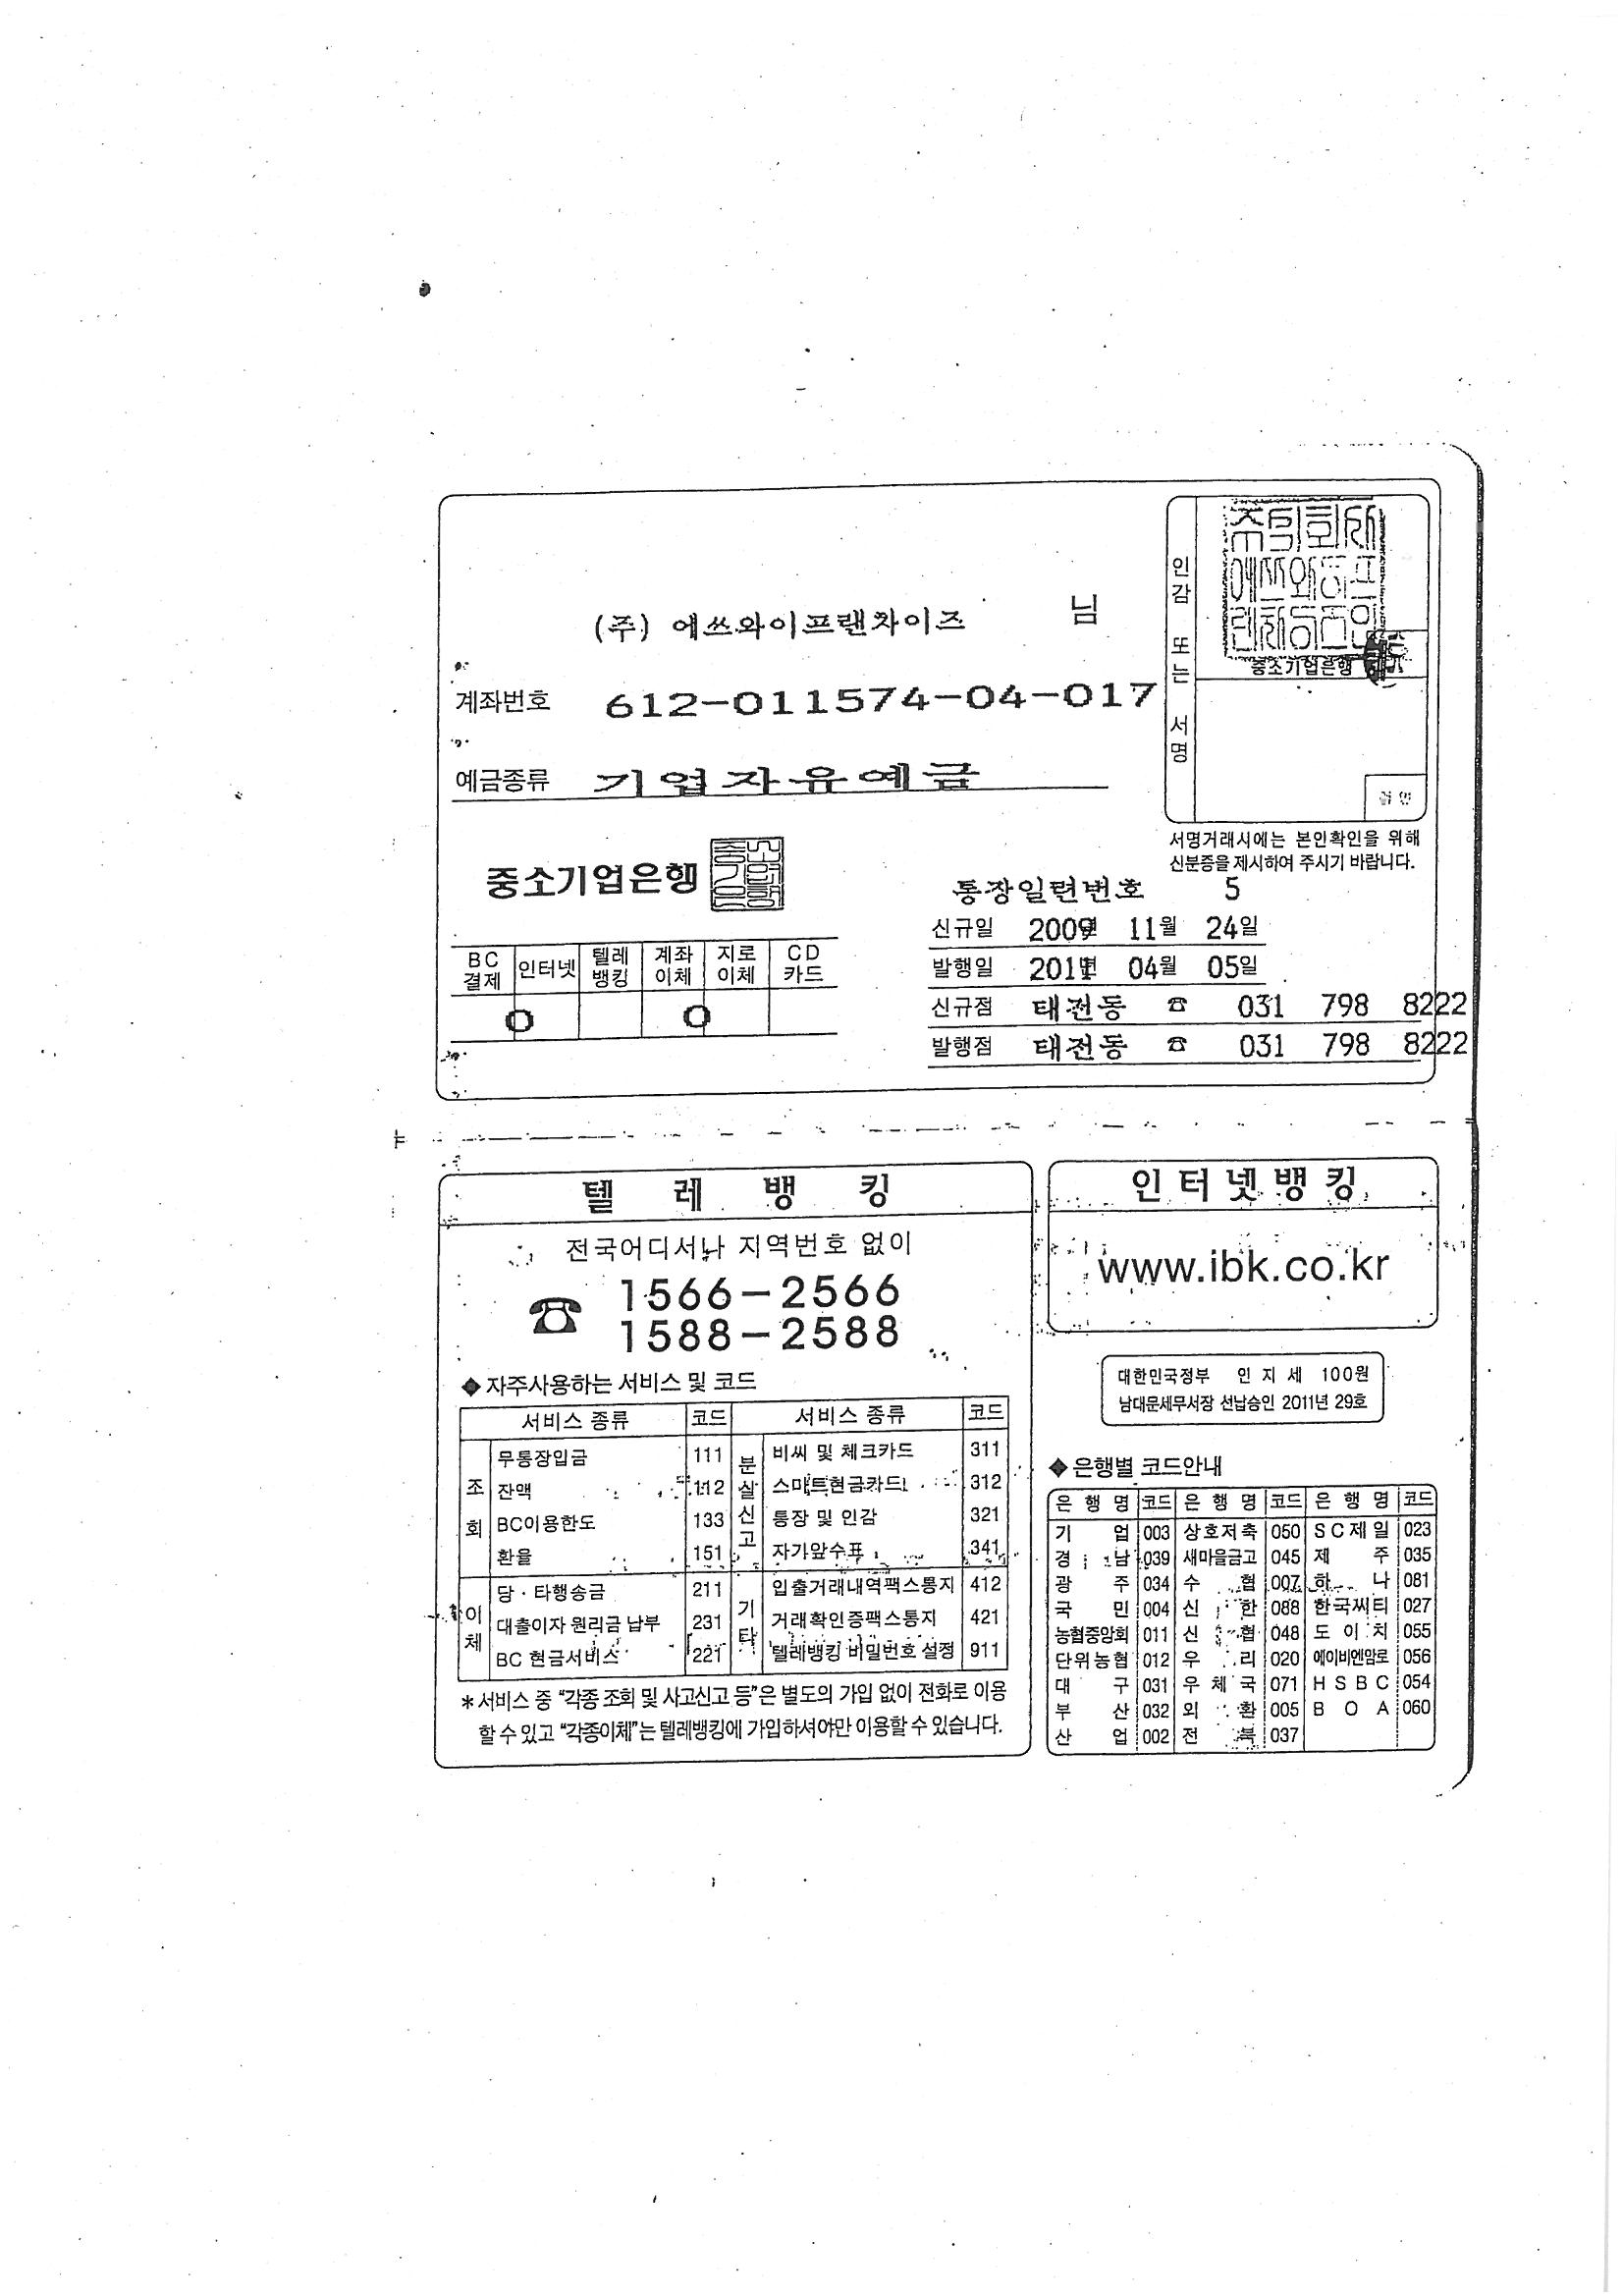 (주) 에쓰와이프랜차이즈 님
계좌번호 612-011574-04-017
예금종류 기업자유예금
인감 또는 서명
주식회사
에쓰와이프
랜차이즈인
중소기업은행
서명거래시에는 본인확인을 위해
신분증을 제시하여 주시기 바랍니다.
중소기업은행
통장일련번호 5
신규일 2009년 11월 24일
발행일 2011년 04월 05일
신규점 태전동 ☎ 031 798 8222
발행점 태전동 ☎ 031 798 8222
BC결제 인터넷 텔레뱅킹 계좌이체 지로이체 CD카드
O O
텔 레 뱅 킹
전국어디서나 지역번호 없이
☎ 1566-2566
1588-2588
◆ 자주사용하는 서비스 및 코드
서비스 종류 코드 서비스 종류 코드
조회 무통장입금 111 분실신고 비씨 및 체크카드 311
잔액 112 스마트현금카드 312
BC이용한도 133 통장 및 인감 321
환율 151 자기앞수표 341
이체 당·타행송금 211 기타 입출거래내역팩스통지 412
대출이자 원리금 납부 231 거래확인증팩스통지 421
BC 현금서비스 221 텔레뱅킹 비밀번호 설정 911
*서비스 중 "각종 조회 및 사고신고 등"은 별도의 가입 없이 전화로 이용
할 수 있고 "각종이체"는 텔레뱅킹에 가입하셔야만 이용할 수 있습니다.
인터넷뱅킹
www.ibk.co.kr
대한민국정부 인 지 세 100원
남대문세무서장 선납승인 2011년 29호
◆ 은행별 코드안내
은 행 명 코드 은 행 명 코드 은 행 명 코드
기 업 003 상호저축 050 SC제일 023
경 남 039 새마을금고 045 제 주 035
광 주 034 수 협 007 하 나 081
국 민 004 신 한 088 한국씨티 027
농협중앙회 011 신 협 048 도 이 치 055
단위농협 012 우 리 020 에이비엔암로 056
대 구 031 우 체 국 071 H S B C 054
부 산 032 외 환 005 B O A 060
산 업 002 전 북 037